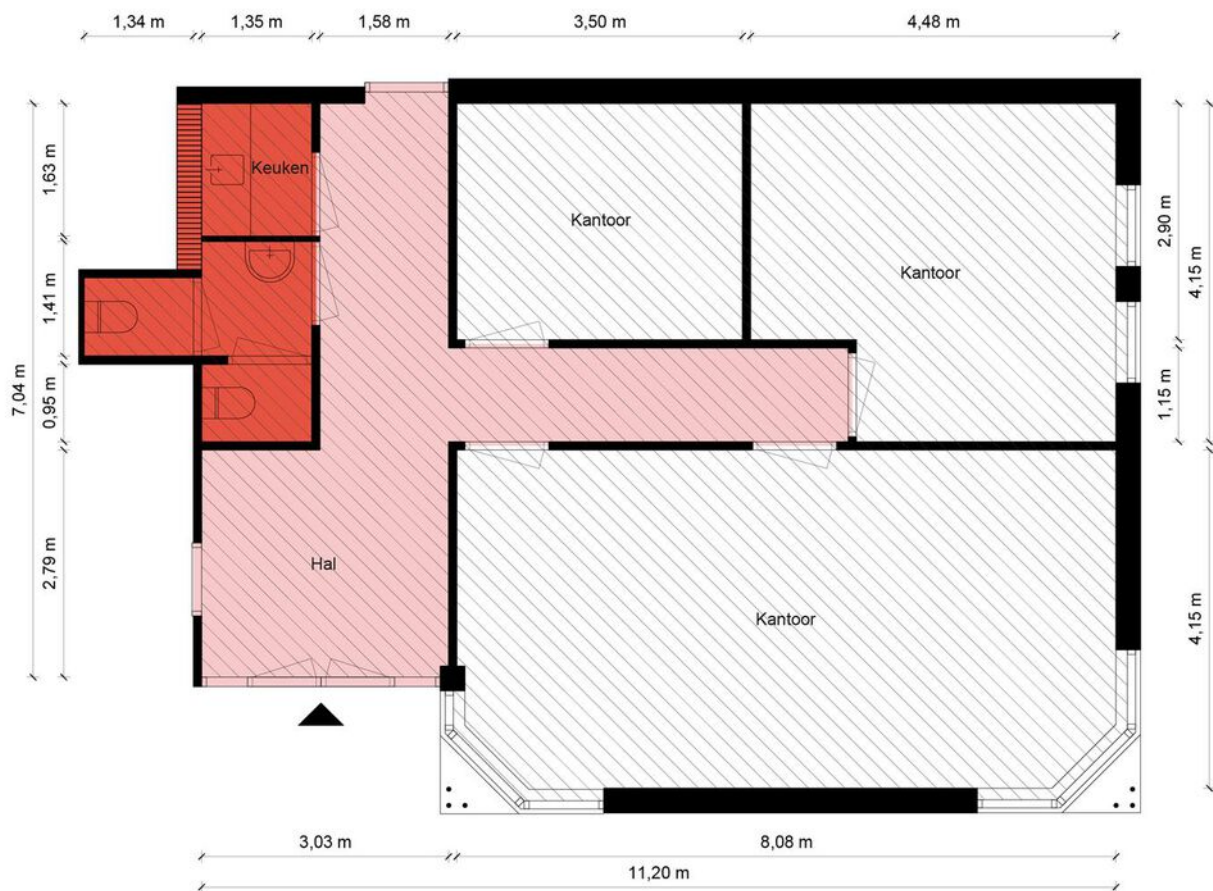 1,34 m
1,35 m
1,58 m
3,50 m
4,48 m
7,04 m
1,63 m
1,41 m
0,95 m
2,79 m
Keuken
Kantoor
Kantoor
2,90 m
1,15 m
4,15 m
4,15 m
Hal
Kantoor
3,03 m
8,08 m
11,20 m